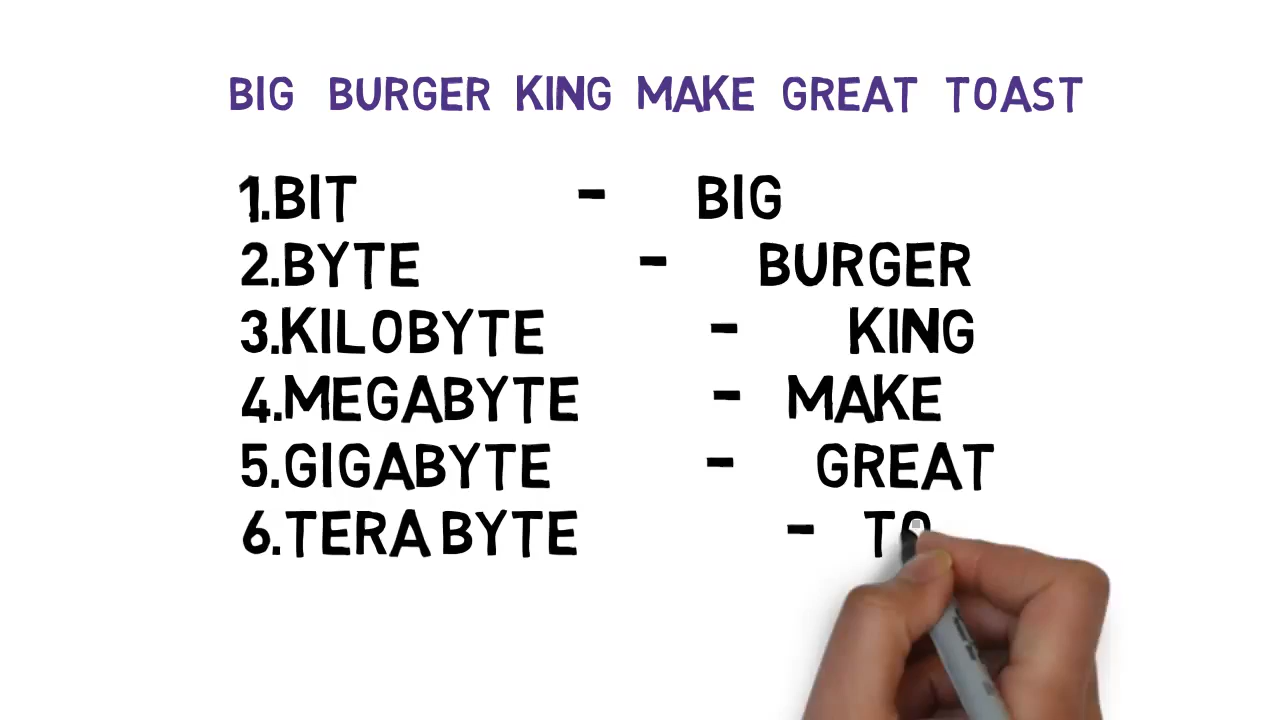 BIG BURGER KING MAKE GREAT TOAST
1.BIT - BIG
2.BYTE - BURGER
3.KILOBYTE - KING
4.MEGABYTE - MAKE
5.GIGABYTE - GREAT
6.TERABYTE - TO